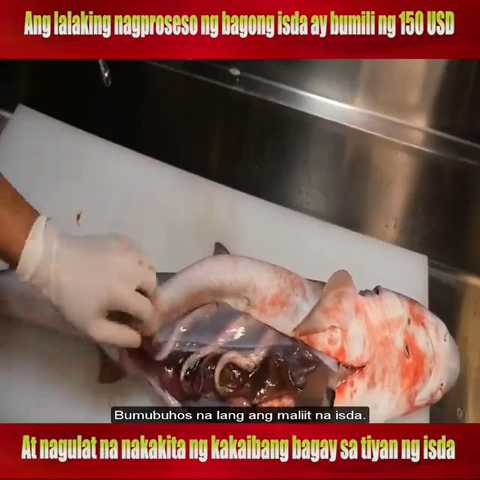 Ang lalaking nagproseso ng bagong isda ay bumili ng 150 USD
Bumubuhos na lang ang maliit na isda.
At nagulat na nakakita ng kakaibang bagay sa tiyan ng isda